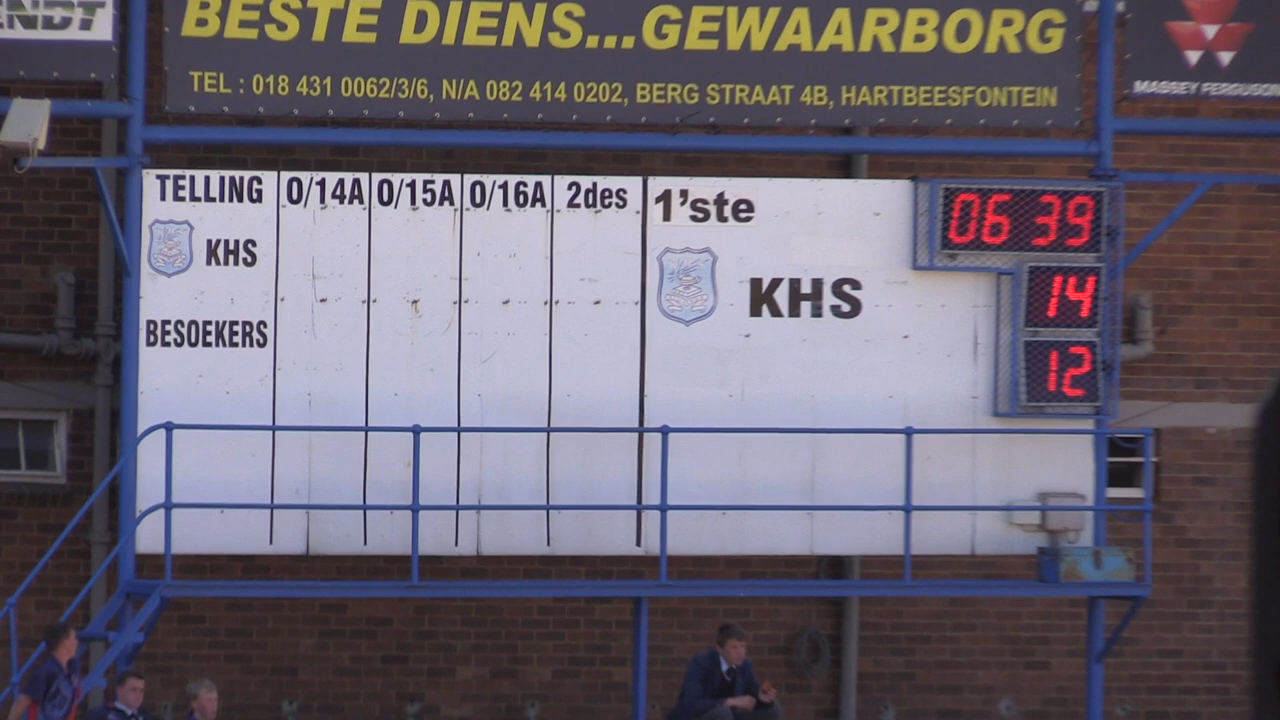 BESTE DIENS...GEWAARBORG
TEL : 018 431 0062/3/6, N/A 082 414 0202, BERG STRAAT 4B, HARTBEESFONTEIN
MASSEY FERGUSON
TELLING 0/14A 0/15A 0/16A 2des 1'ste
06 39
KHS
KHS
14
BESOEKERS
12